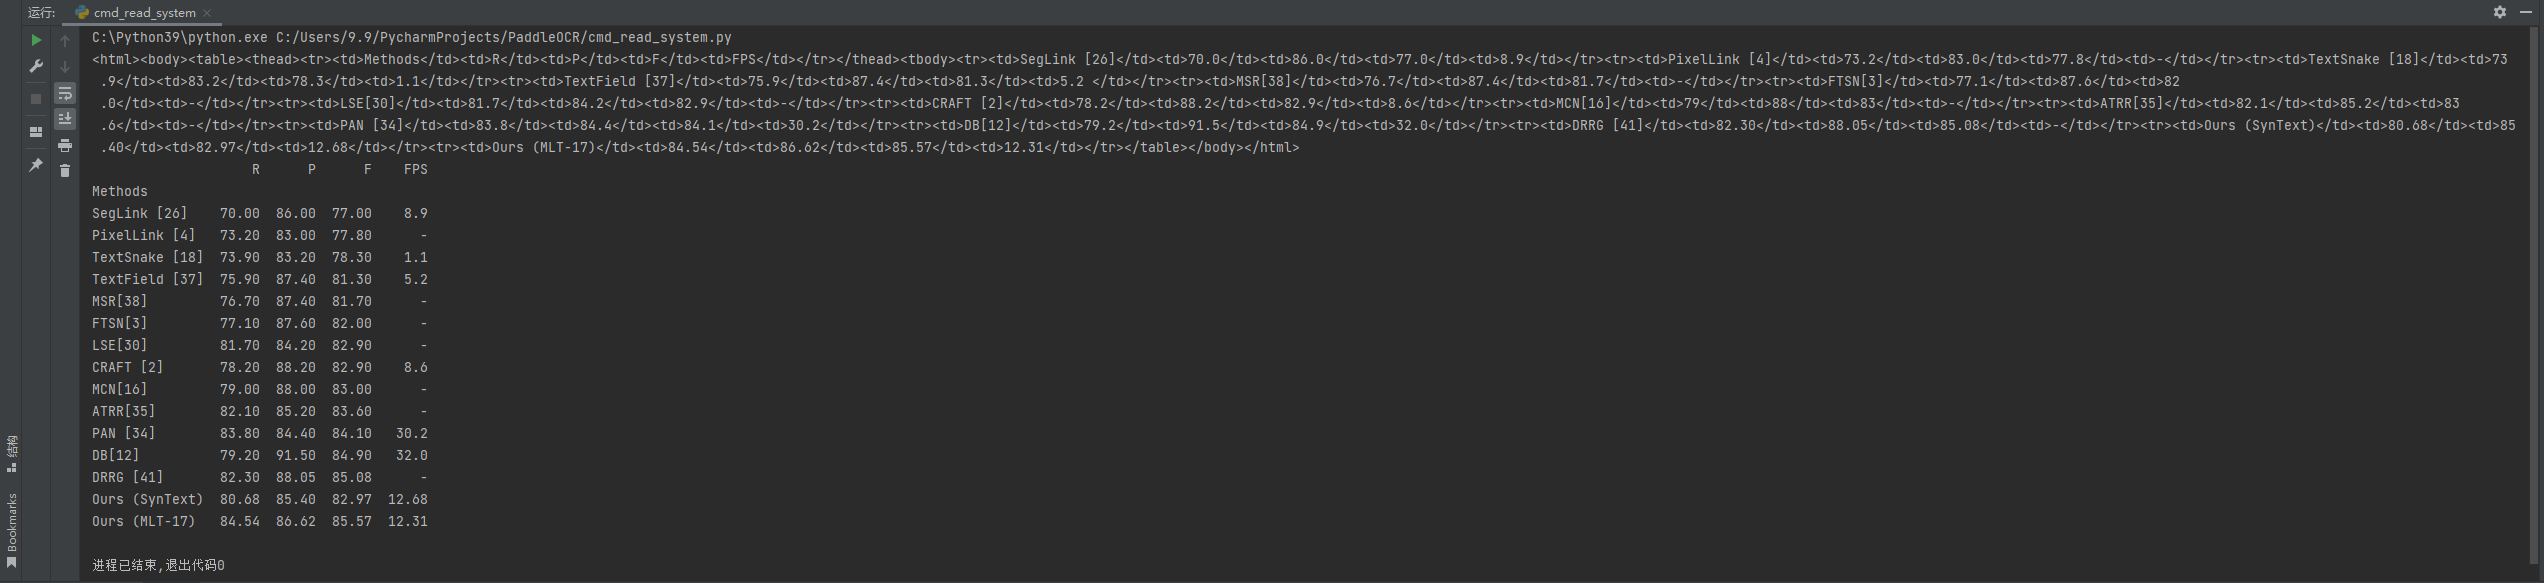 运行: cmd_read_system
C:\Python39\python.exe C:/Users/9.9/PycharmProjects/PaddleOCR/cmd_read_system.py
<html><body><table><thead><tr><td>Methods</td><td>R</td><td>P</td><td>F</td><td>FPS</td></tr></thead><tbody><tr><td>SegLink [26]</td><td>70.0</td><td>86.0</td><td>77.0</td><td>8.9</td></tr><tr><td>PixelLink [4]</td><td>73.2</td><td>83.0</td><td>77.8</td><td>-</td></tr><tr><td>TextSnake [18]</td><td>73
.9</td><td>83.2</td><td>78.3</td><td>1.1</td></tr><tr><td>TextField [37]</td><td>75.9</td><td>87.4</td><td>81.3</td><td>5.2 </td></tr><tr><td>MSR[38]</td><td>76.7</td><td>87.4</td><td>81.7</td><td>-</td></tr><tr><td>FTSN[3]</td><td>77.1</td><td>87.6</td><td>82
.0</td><td>-</td></tr><tr><td>LSE[30]</td><td>81.7</td><td>84.2</td><td>82.9</td><td>-</td></tr><tr><td>CRAFT [2]</td><td>78.2</td><td>88.2</td><td>82.9</td><td>8.6</td></tr><tr><td>MCN[16]</td><td>79</td><td>88</td><td>83</td><td>-</td></tr><tr><td>ATRR[35]</td><td>82.1</td><td>85.2</td><td>83
.6</td><td>-</td></tr><tr><td>PAN [34]</td><td>83.8</td><td>84.4</td><td>84.1</td><td>30.2</td></tr><tr><td>DB[12]</td><td>79.2</td><td>91.5</td><td>84.9</td><td>32.0</td></tr><tr><td>DRRG [41]</td><td>82.30</td><td>88.05</td><td>85.08</td><td>-</td></tr><tr><td>Ours (SynText)</td><td>80.68</td><td>85
.40</td><td>82.97</td><td>12.68</td></tr><tr><td>Ours (MLT-17)</td><td>84.54</td><td>86.62</td><td>85.57</td><td>12.31</td></tr></table></body></html>
R P F FPS
Methods
SegLink [26] 70.00 86.00 77.00 8.9
PixelLink [4] 73.20 83.00 77.80 -
TextSnake [18] 73.90 83.20 78.30 1.1
TextField [37] 75.90 87.40 81.30 5.2
MSR[38] 76.70 87.40 81.70 -
FTSN[3] 77.10 87.60 82.00 -
LSE[30] 81.70 84.20 82.90 -
CRAFT [2] 78.20 88.20 82.90 8.6
MCN[16] 79.00 88.00 83.00 -
ATRR[35] 82.10 85.20 83.60 -
PAN [34] 83.80 84.40 84.10 30.2
DB[12] 79.20 91.50 84.90 32.0
DRRG [41] 82.30 88.05 85.08 -
Ours (SynText) 80.68 85.40 82.97 12.68
Ours (MLT-17) 84.54 86.62 85.57 12.31
进程已结束,退出代码0
结构
Bookmarks